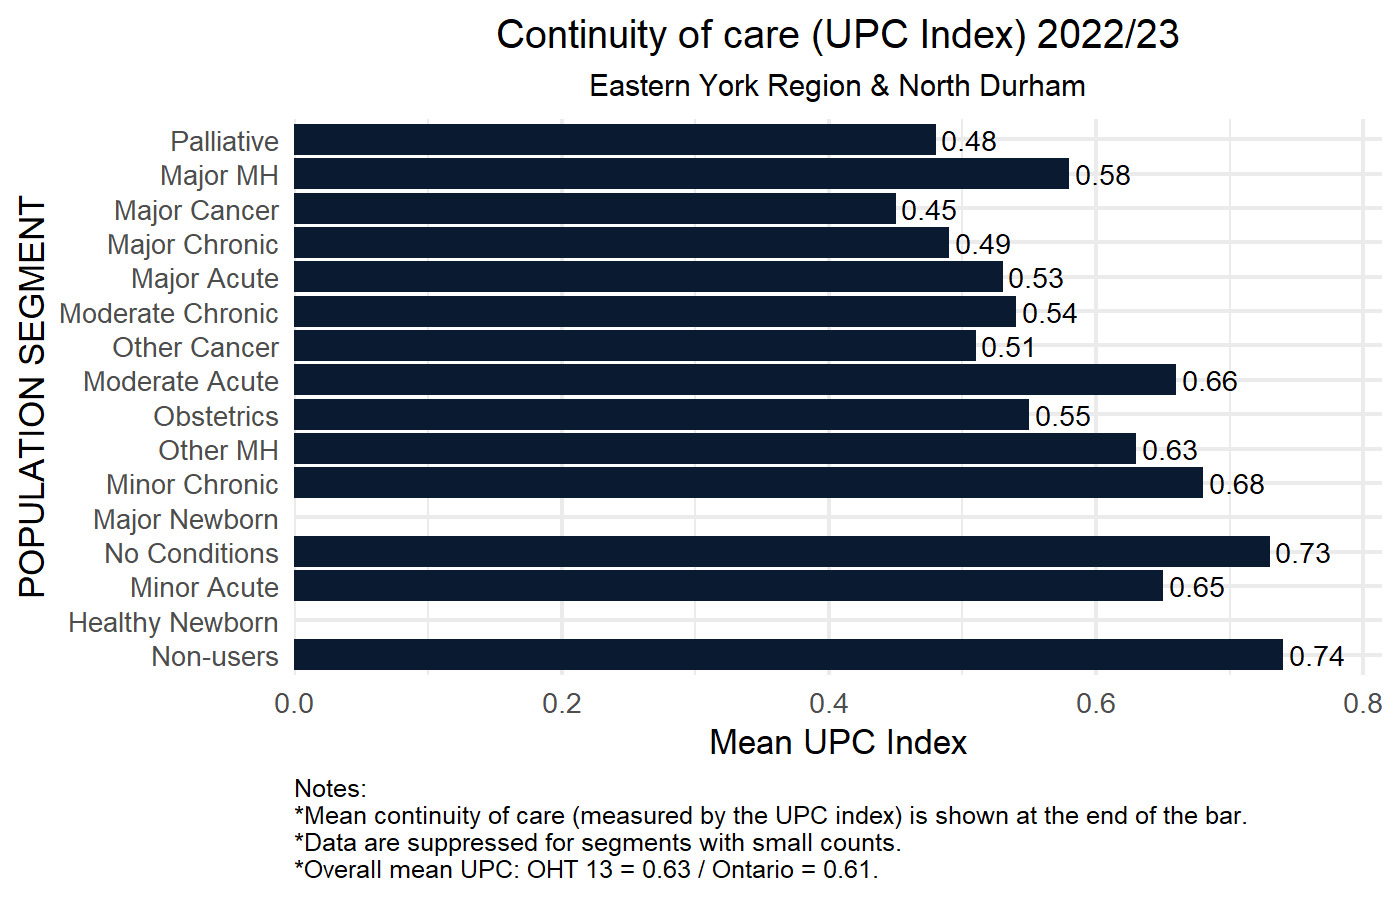 Continuity of care (UPC Index) 2022/23
Eastern York Region & North Durham
POPULATION SEGMENT
Palliative 0.48
Major MH 0.58
Major Cancer 0.45
Major Chronic 0.49
Major Acute 0.53
Moderate Chronic 0.54
Other Cancer 0.51
Moderate Acute 0.66
Obstetrics 0.55
Other MH 0.63
Minor Chronic 0.68
Major Newborn
No Conditions 0.73
Minor Acute 0.65
Healthy Newborn
Non-users 0.74
0.0 0.2 0.4 0.6 0.8
Mean UPC Index
Notes:
*Mean continuity of care (measured by the UPC index) is shown at the end of the bar.
*Data are suppressed for segments with small counts.
*Overall mean UPC: OHT 13 = 0.63 / Ontario = 0.61.